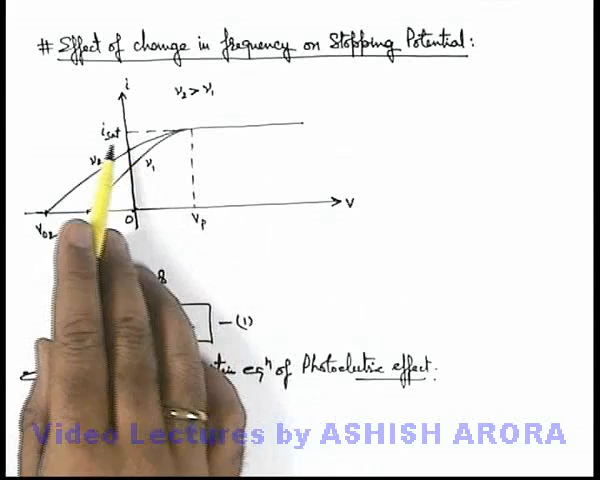 # Effect of change in frequency on Stopping Potential :
i
ν₂ > ν₁
i sat
ν₂
ν₁
V₀₂
0
Vₚ
V
— (1)
eqⁿ of Photoelectric effect :
Video Lectures by ASHISH ARORA